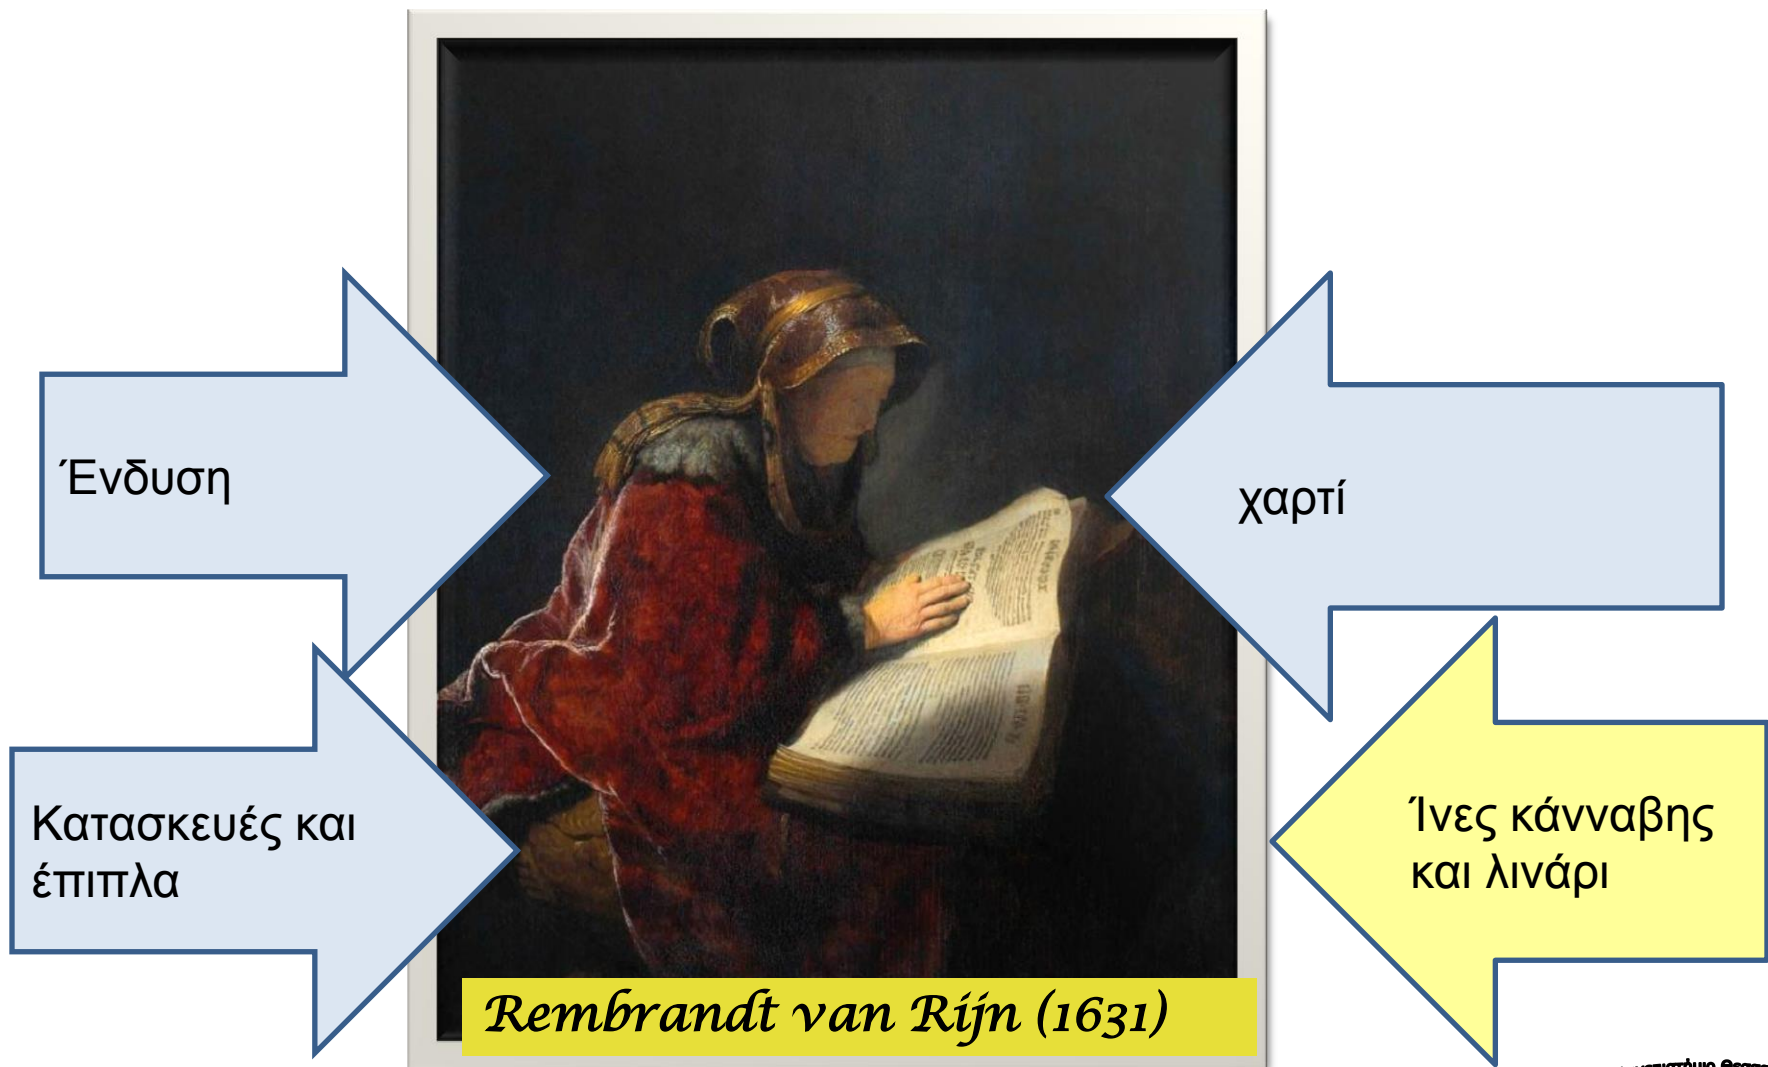 Ένδυση
χαρτί
Κατασκευές και
έπιπλα
Ίνες κάνναβης
και λινάρι
Rembrandt van Rijn (1631)